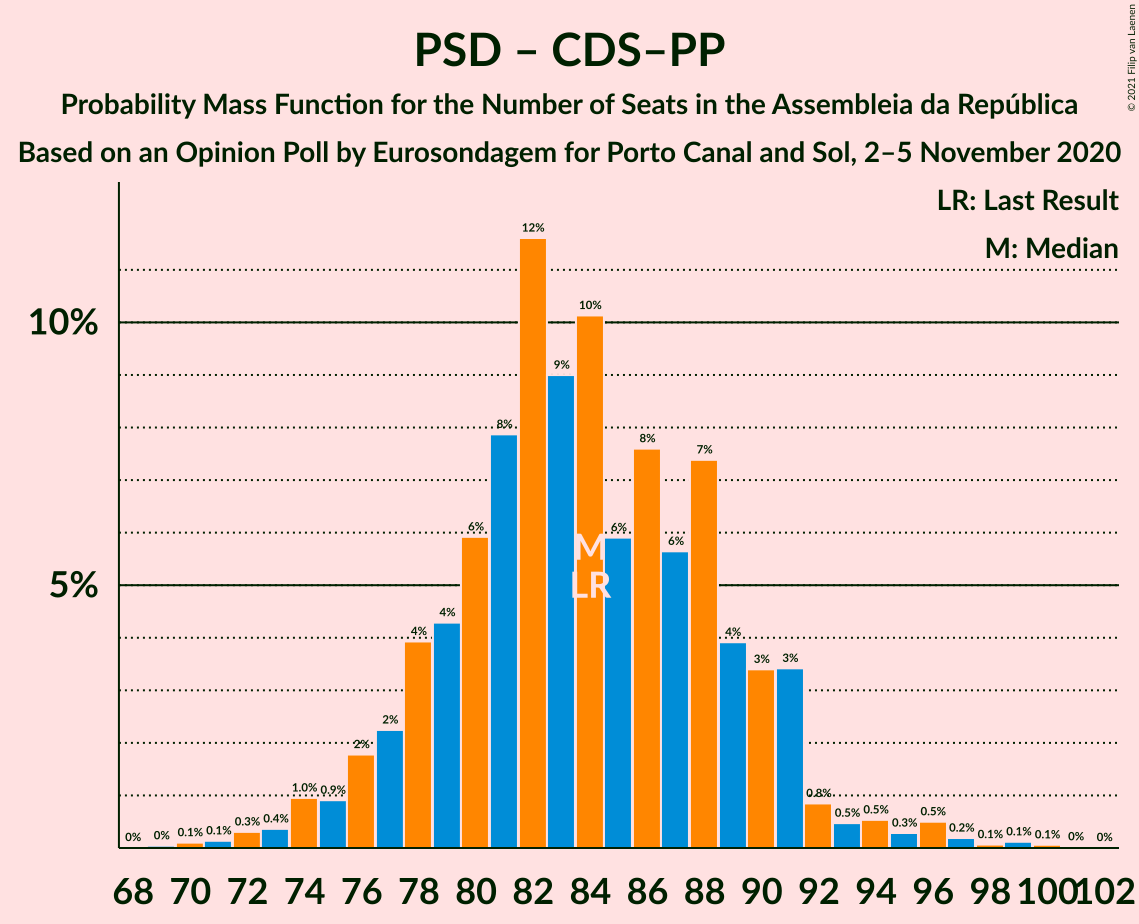 © 2021 Filip van Laenen
PSD – CDS–PP
Probability Mass Function for the Number of Seats in the Assembleia da República
Based on an Opinion Poll by Eurosondagem for Porto Canal and Sol, 2–5 November 2020
LR: Last Result
M: Median
10%
5%
0% 0% 0.1% 0.1% 0.3% 0.4% 1.0% 0.9% 2% 2% 4% 4% 6% 8% 12% 9% 10% 6% 8% 6% 7% 4% 3% 3% 0.8% 0.5% 0.5% 0.3% 0.5% 0.2% 0.1% 0.1% 0.1% 0% 0%
M
LR
68 70 72 74 76 78 80 82 84 86 88 90 92 94 96 98 100 102